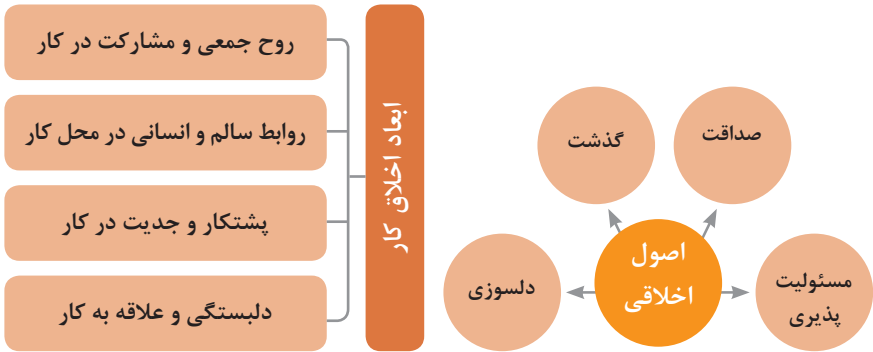 صداقت
گذشت
مسئولیت
پذیری
اصول
اخلاقی
دلسوزی
ابعاد اخلاق کار
روح جمعی و مشارکت در کار
روابط سالم و انسانی در محل کار
پشتکار و جدیت در کار
دلبستگی و علاقه به کار